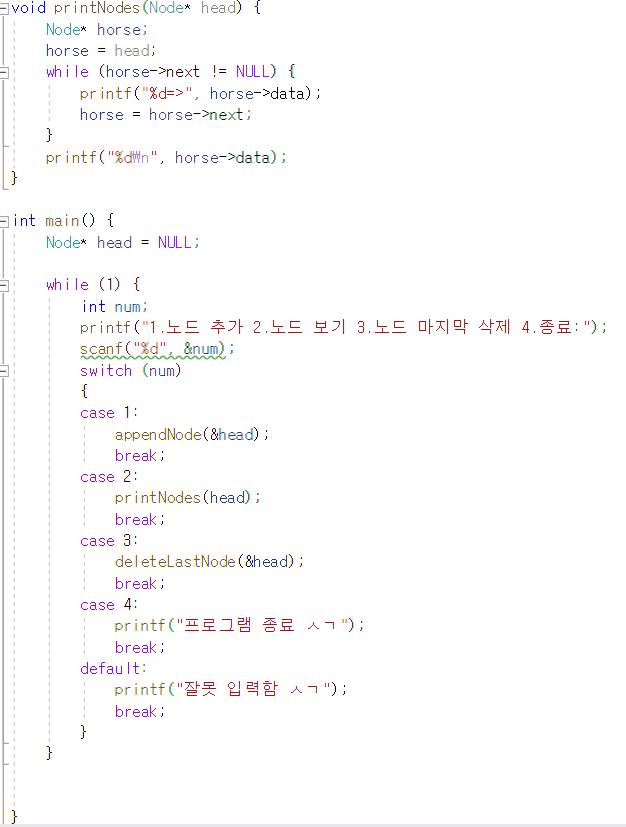 void printNodes(Node* head) {
    Node* horse;
    horse = head;
    while (horse->next != NULL) {
        printf("%d=>", horse->data);
        horse = horse->next;
    }
    printf("%d₩n", horse->data);
}
int main() {
    Node* head = NULL;
    while (1) {
        int num;
        printf("1.노드 추가 2.노드 보기 3.노드 마지막 삭제 4.종료:");
        scanf("%d", &num);
        switch (num)
        {
        case 1:
            appendNode(&head);
            break;
        case 2:
            printNodes(head);
            break;
        case 3:
            deleteLastNode(&head);
            break;
        case 4:
            printf("프로그램 종료 ㅅㄱ");
            break;
        default:
            printf("잘못 입력함 ㅅㄱ");
            break;
        }
    }
}